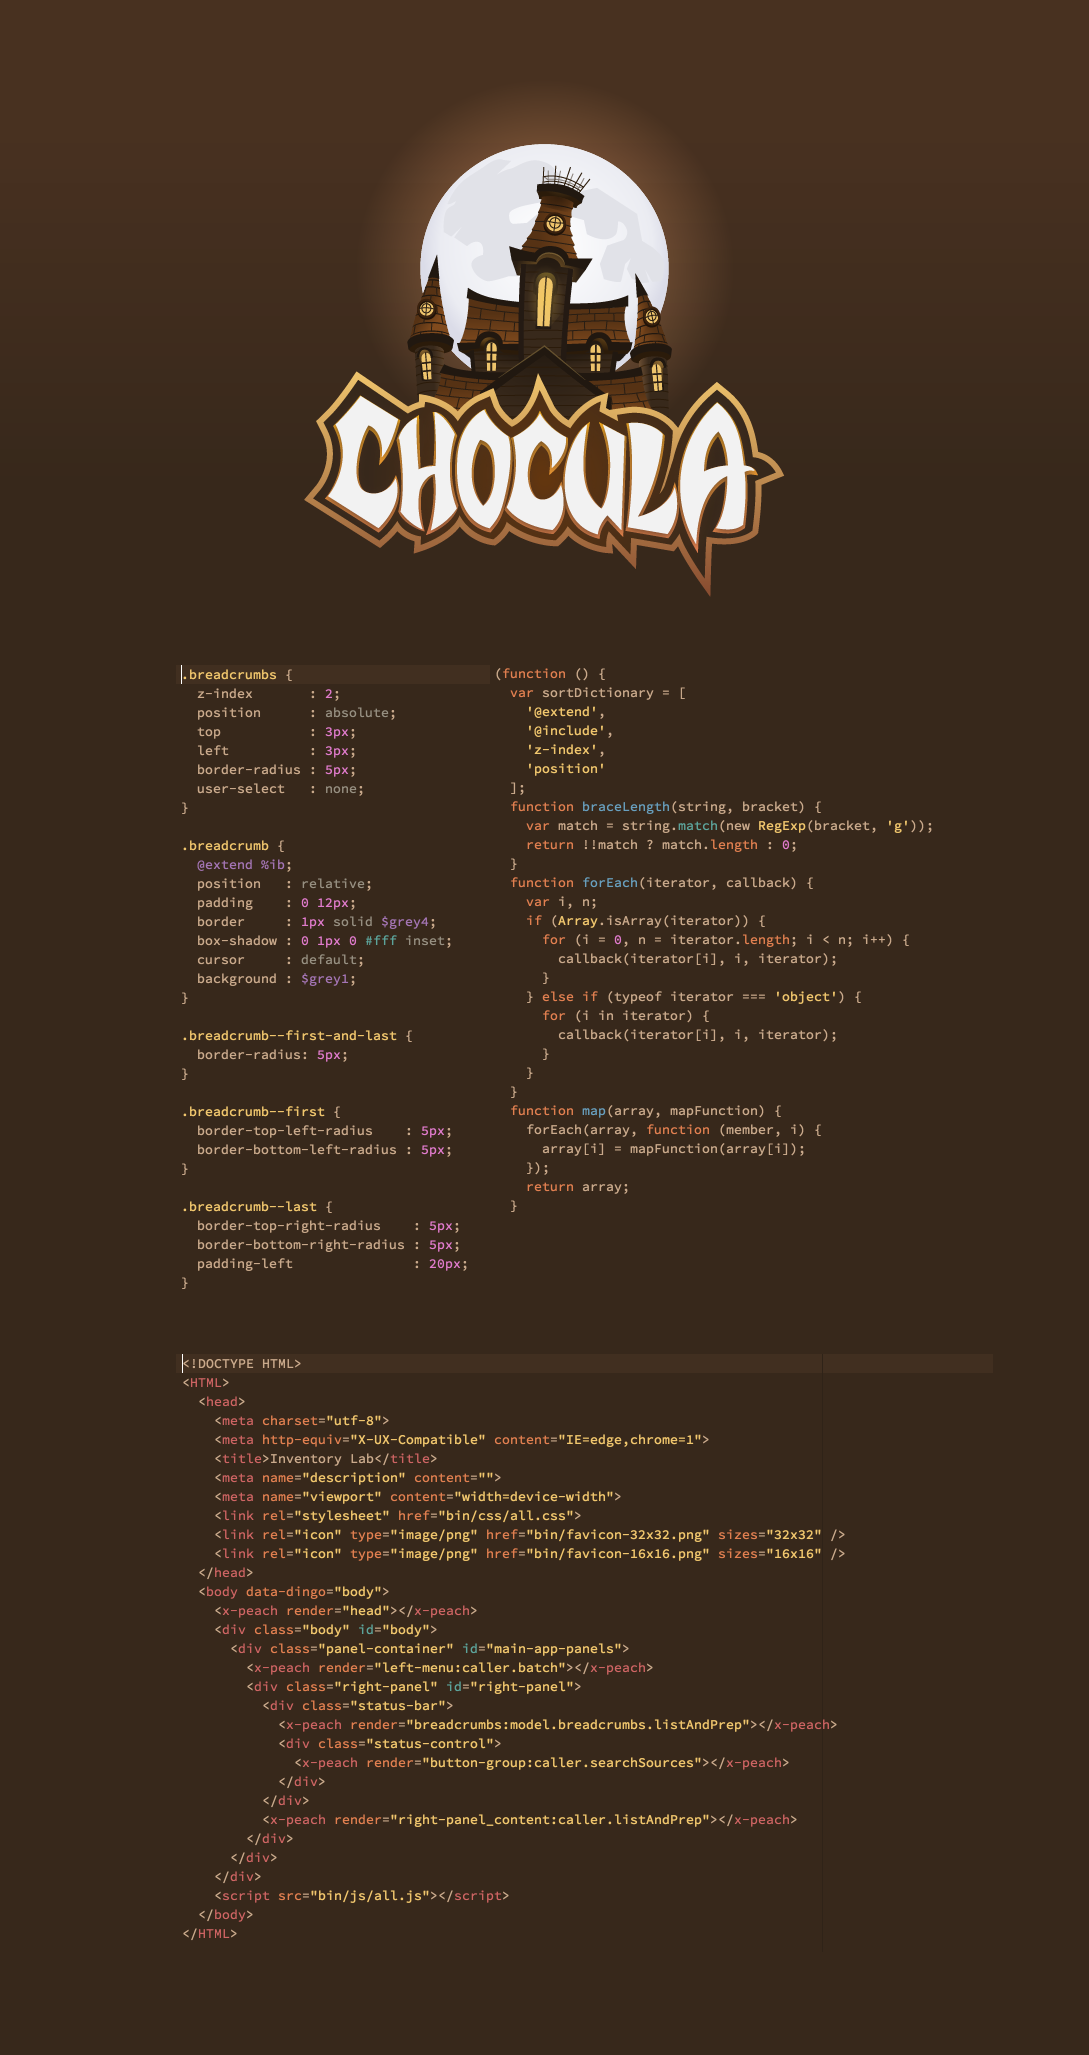 CHOCULA
.breadcrumbs {
  z-index       : 2;
  position      : absolute;
  top           : 3px;
  left          : 3px;
  border-radius : 5px;
  user-select   : none;
}

.breadcrumb {
  @extend %ib;
  position   : relative;
  padding    : 0 12px;
  border     : 1px solid $grey4;
  box-shadow : 0 1px 0 #fff inset;
  cursor     : default;
  background : $grey1;
}

.breadcrumb--first-and-last {
  border-radius: 5px;
}

.breadcrumb--first {
  border-top-left-radius    : 5px;
  border-bottom-left-radius : 5px;
}

.breadcrumb--last {
  border-top-right-radius    : 5px;
  border-bottom-right-radius : 5px;
  padding-left               : 20px;
}
(function () {
  var sortDictionary = [
    '@extend',
    '@include',
    'z-index',
    'position'
  ];
  function braceLength(string, bracket) {
    var match = string.match(new RegExp(bracket, 'g'));
    return !!match ? match.length : 0;
  }
  function forEach(iterator, callback) {
    var i, n;
    if (Array.isArray(iterator)) {
      for (i = 0, n = iterator.length; i < n; i++) {
        callback(iterator[i], i, iterator);
      }
    } else if (typeof iterator === 'object') {
      for (i in iterator) {
        callback(iterator[i], i, iterator);
      }
    }
  }
  function map(array, mapFunction) {
    forEach(array, function (member, i) {
      array[i] = mapFunction(array[i]);
    });
    return array;
  }
<!DOCTYPE HTML>
<HTML>
  <head>
    <meta charset="utf-8">
    <meta http-equiv="X-UX-Compatible" content="IE=edge,chrome=1">
    <title>Inventory Lab</title>
    <meta name="description" content="">
    <meta name="viewport" content="width=device-width">
    <link rel="stylesheet" href="bin/css/all.css">
    <link rel="icon" type="image/png" href="bin/favicon-32x32.png" sizes="32x32" />
    <link rel="icon" type="image/png" href="bin/favicon-16x16.png" sizes="16x16" />
  </head>
  <body data-dingo="body">
    <x-peach render="head"></x-peach>
    <div class="body" id="body">
      <div class="panel-container" id="main-app-panels">
        <x-peach render="left-menu:caller.batch"></x-peach>
        <div class="right-panel" id="right-panel">
          <div class="status-bar">
            <x-peach render="breadcrumbs:model.breadcrumbs.listAndPrep"></x-peach>
            <div class="status-control">
              <x-peach render="button-group:caller.searchSources"></x-peach>
            </div>
          </div>
          <x-peach render="right-panel_content:caller.listAndPrep"></x-peach>
        </div>
      </div>
    </div>
    <script src="bin/js/all.js"></script>
  </body>
</HTML>